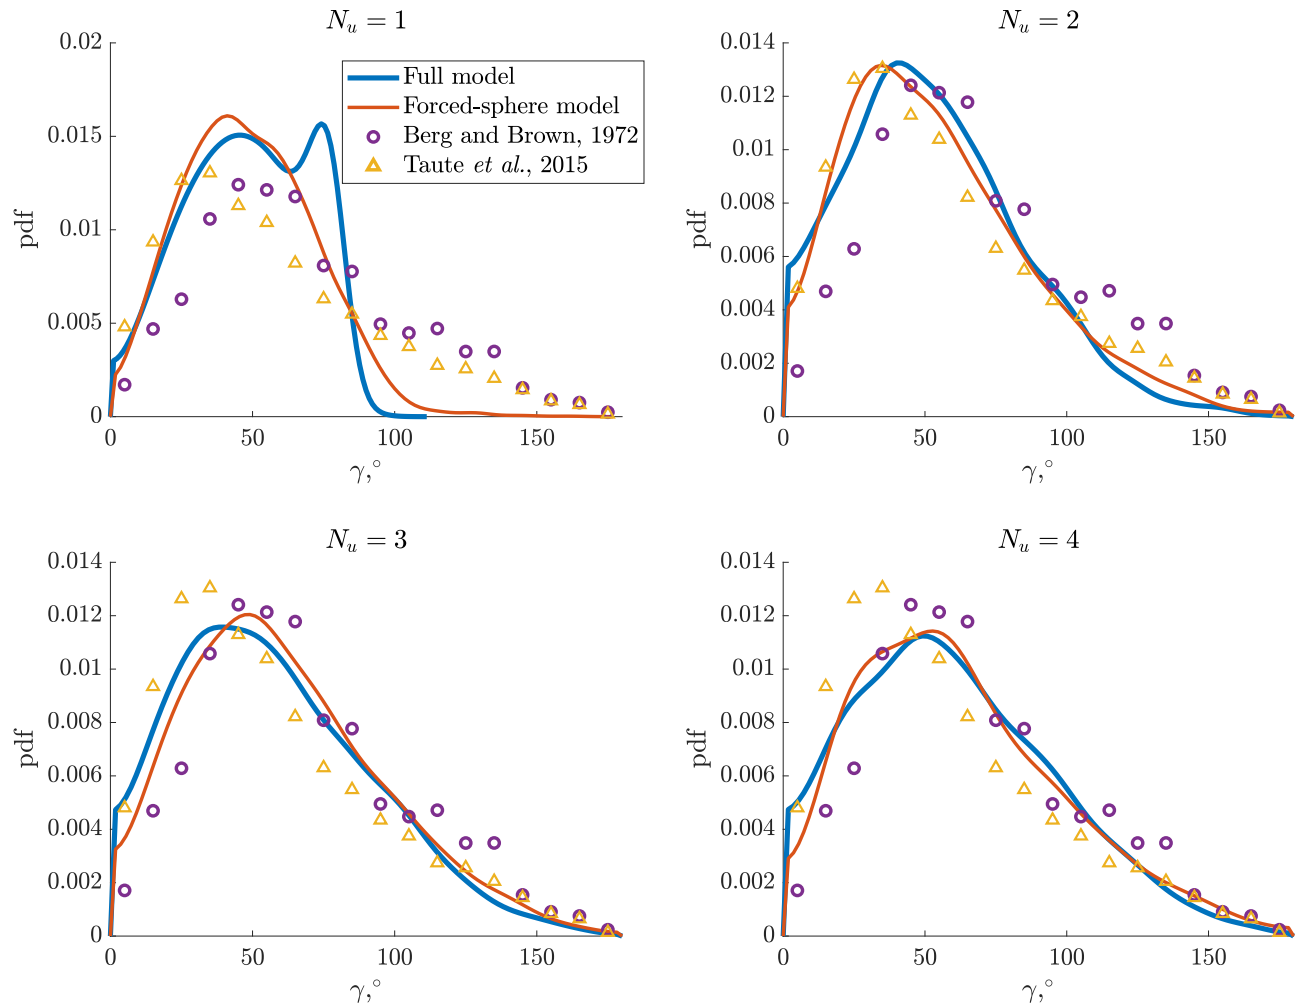 N_u = 1
0.02
0.015
0.01
0.005
0
pdf
Full model
Forced-sphere model
Berg and Brown, 1972
Taute et al., 2015
0 50 100 150
γ,°
N_u = 2
0.014
0.012
0.01
0.008
0.006
0.004
0.002
0
pdf
0 50 100 150
γ,°
N_u = 3
0.014
0.012
0.01
0.008
0.006
0.004
0.002
0
pdf
0 50 100 150
γ,°
N_u = 4
0.014
0.012
0.01
0.008
0.006
0.004
0.002
0
pdf
0 50 100 150
γ,°